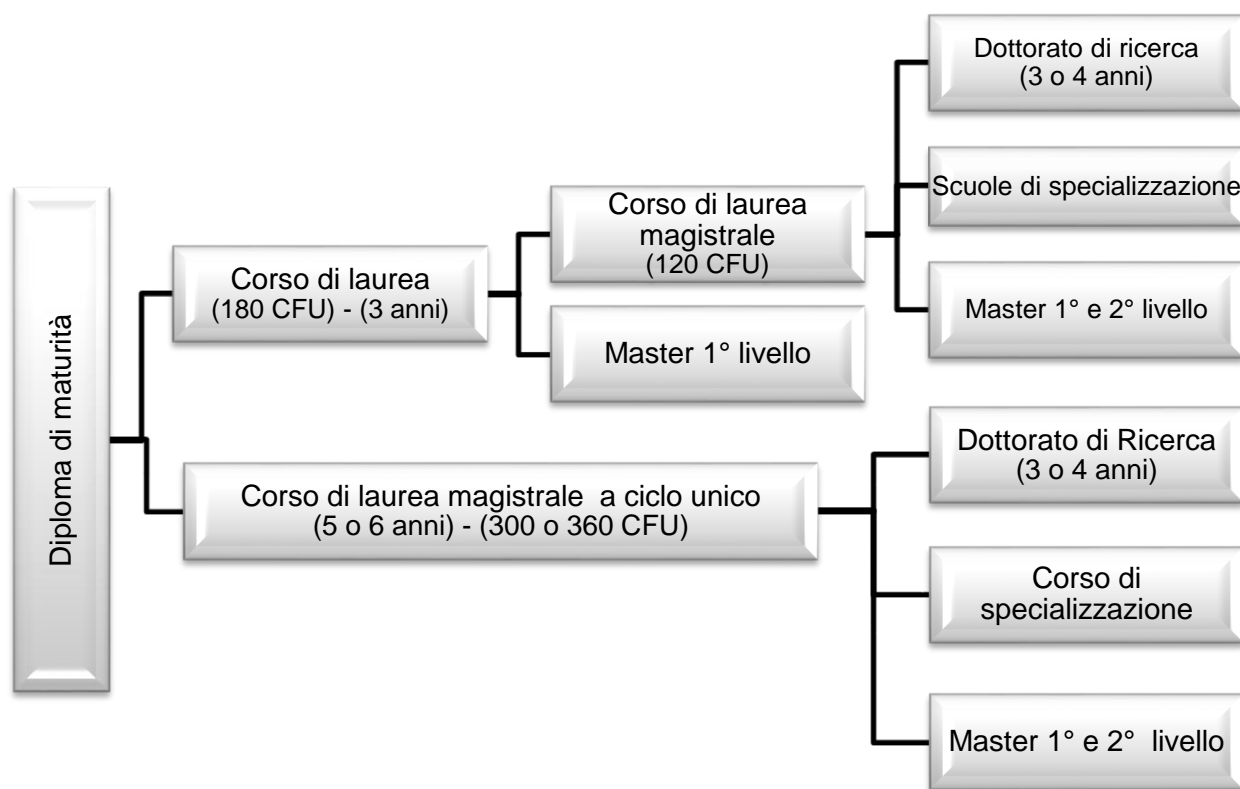 Diploma di maturità
Corso di laurea
(180 CFU) - (3 anni)
Corso di laurea
magistrale
(120 CFU)
Master 1° livello
Dottorato di ricerca
(3 o 4 anni)
Scuole di specializzazione
Master 1° e 2° livello
Corso di laurea magistrale a ciclo unico
(5 o 6 anni) - (300 o 360 CFU)
Dottorato di Ricerca
(3 o 4 anni)
Corso di
specializzazione
Master 1° e 2° livello